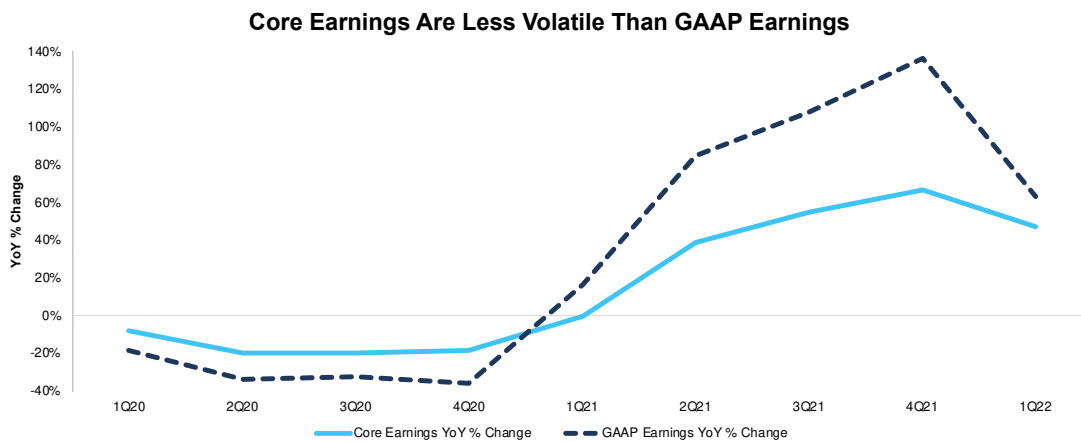 Core Earnings Are Less Volatile Than GAAP Earnings
YoY % Change
140%
120%
100%
80%
60%
40%
20%
0%
-20%
-40%
1Q20 2Q20 3Q20 4Q20 1Q21 2Q21 3Q21 4Q21 1Q22
Core Earnings YoY % Change GAAP Earnings YoY % Change